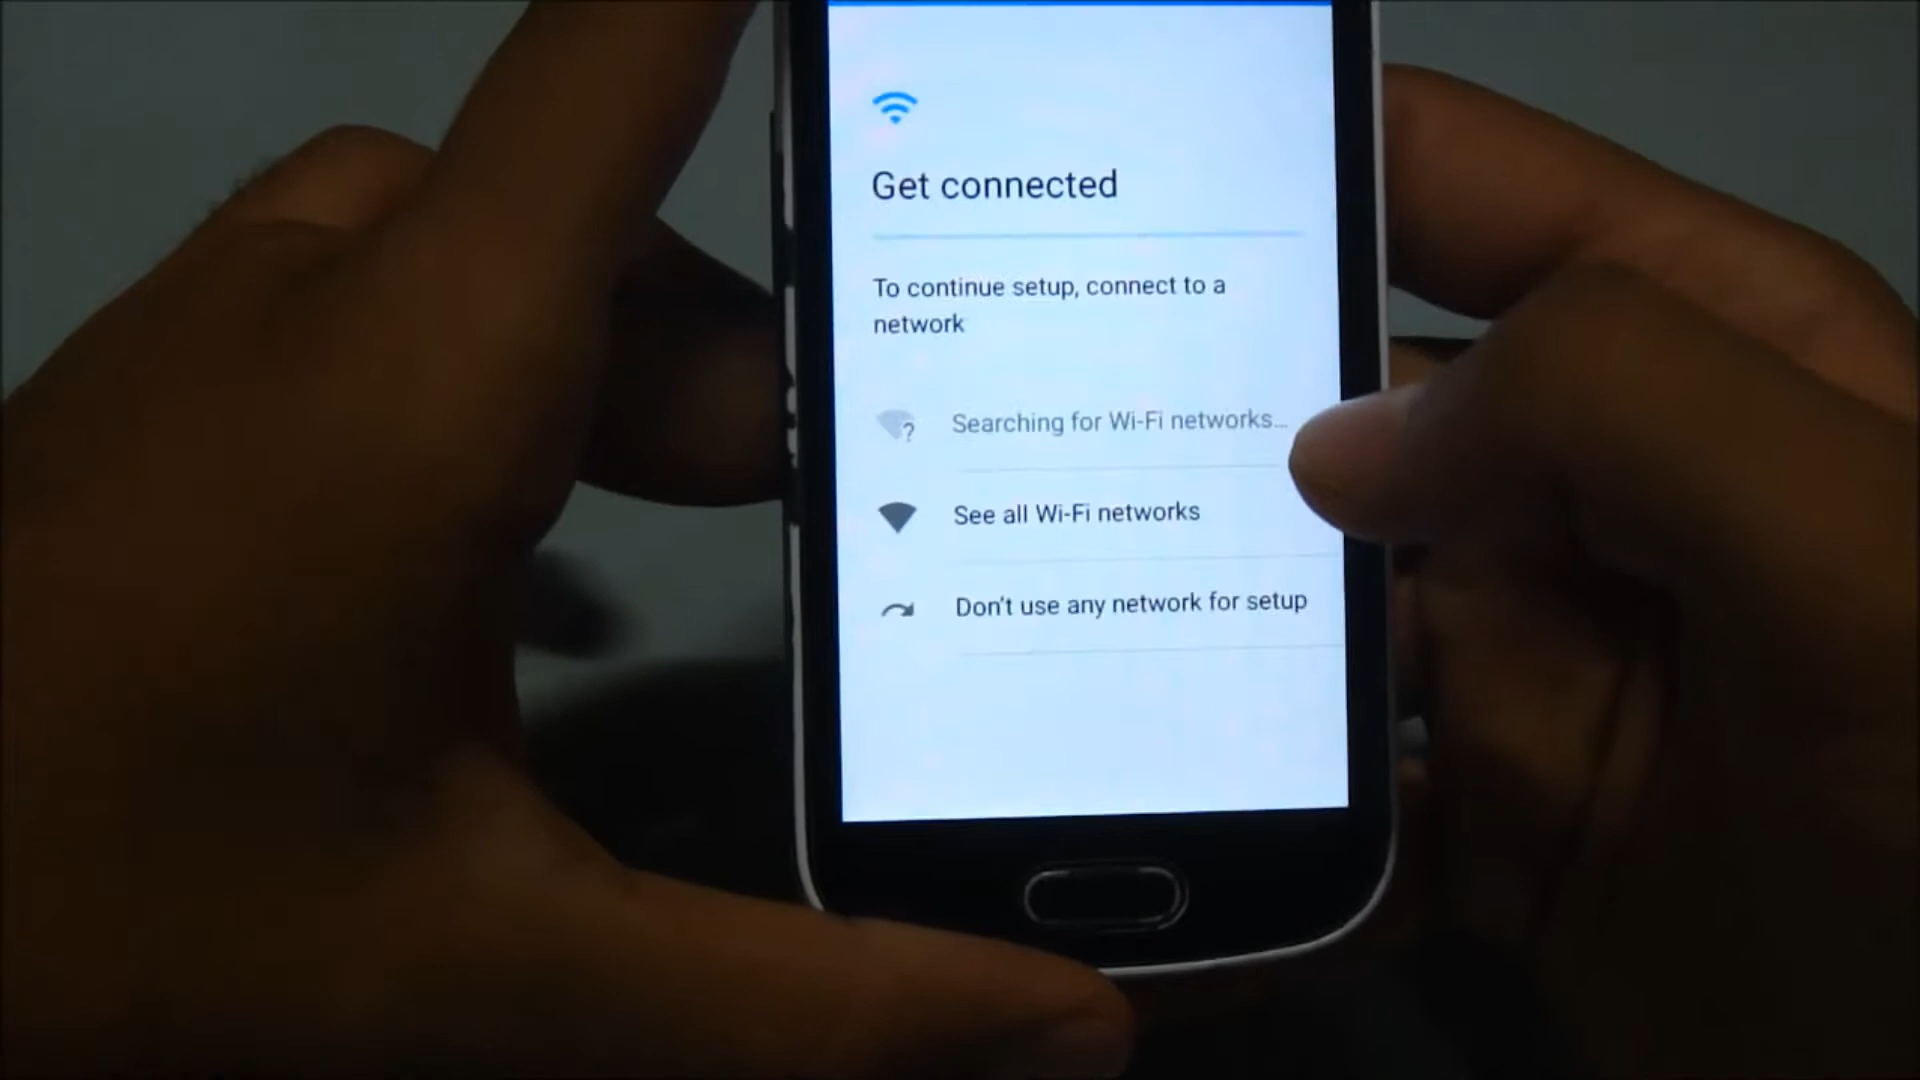 Get connected
To continue setup, connect to a
network
Searching for Wi-Fi networks...
See all Wi-Fi networks
Don't use any network for setup